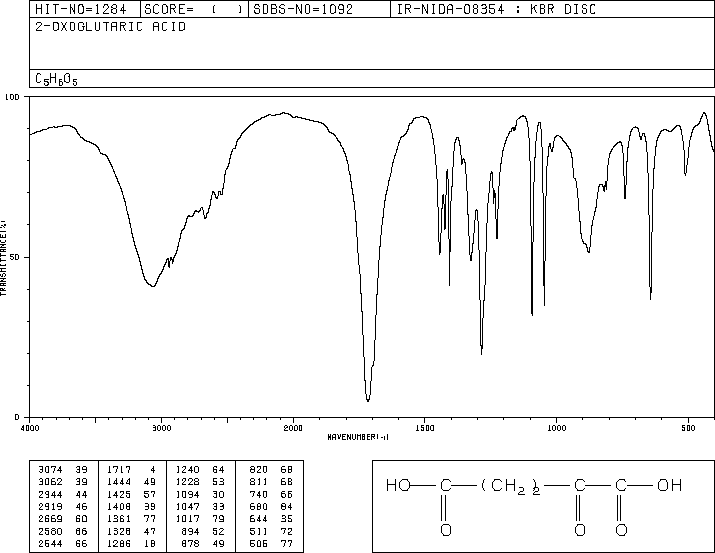 HIT-NO=1284 SCORE= ( ) SDBS-NO=1092 IR-NIDA-08354 : KBR DISC
2-OXOGLUTARIC ACID
C5H6O5
100
TRANSMITTANCE(%)
50
0
4000 3000 2000 1500 1000 500
WAVENUMBER(-1)
3074 39 1717 4 1240 64 820 68
3062 39 1444 49 1228 53 811 68
2944 44 1425 57 1094 30 740 66
2919 46 1408 39 1047 33 680 84
2669 60 1361 77 1017 79 644 35
2580 66 1328 47 894 52 511 72
2544 66 1286 18 878 49 506 77
HO—C—(CH2)2—C—C—OH
O O O